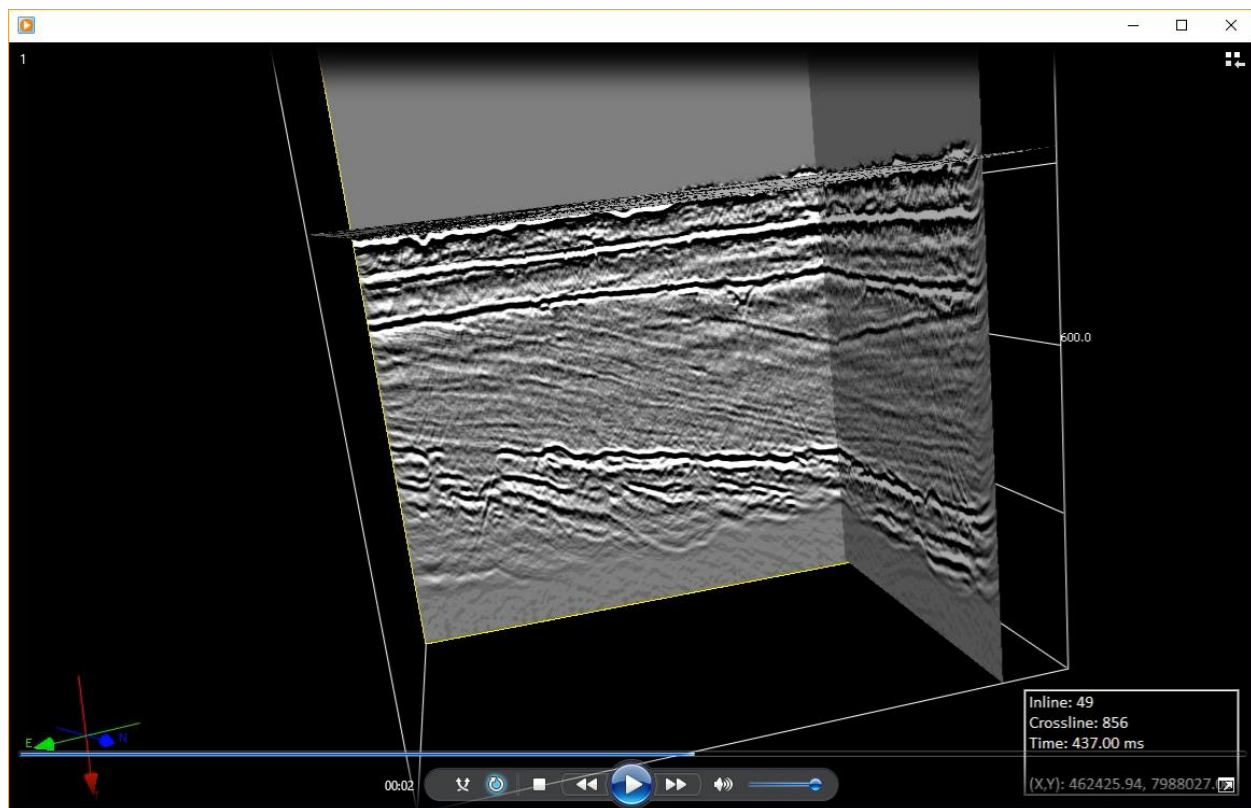 1
600.0
E
N
Inline: 49
Crossline: 856
Time: 437.00 ms
(X,Y): 462425.94, 7988027.
00:02